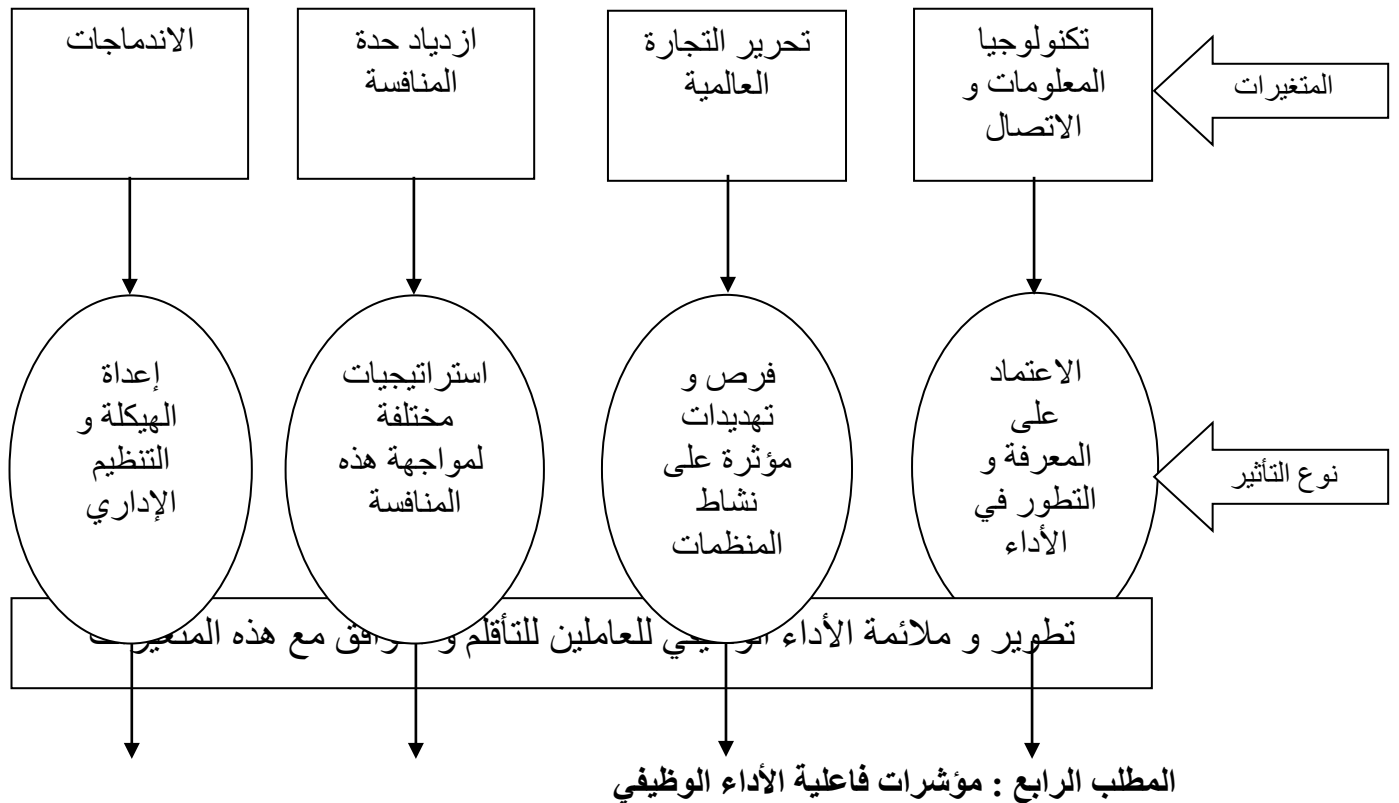 المتغيرات
تكنولوجيا
المعلومات و
الاتصال
تحرير التجارة
العالمية
ازدياد حدة
المنافسة
الاندماجات
نوع التأثير
الاعتماد
على
المعرفة و
التطور في
الأداء
فرص و
تهديدات
مؤثرة على
نشاط
المنظمات
استراتيجيات
مختلفة
لمواجهة هذه
المنافسة
إعداة
الهيكلة و
التنظيم
الإداري
تطوير و ملائمة الأداء للعاملين للتأقلم و مع هذه
المطلب الرابع : مؤشرات فاعلية الأداء الوظيفي